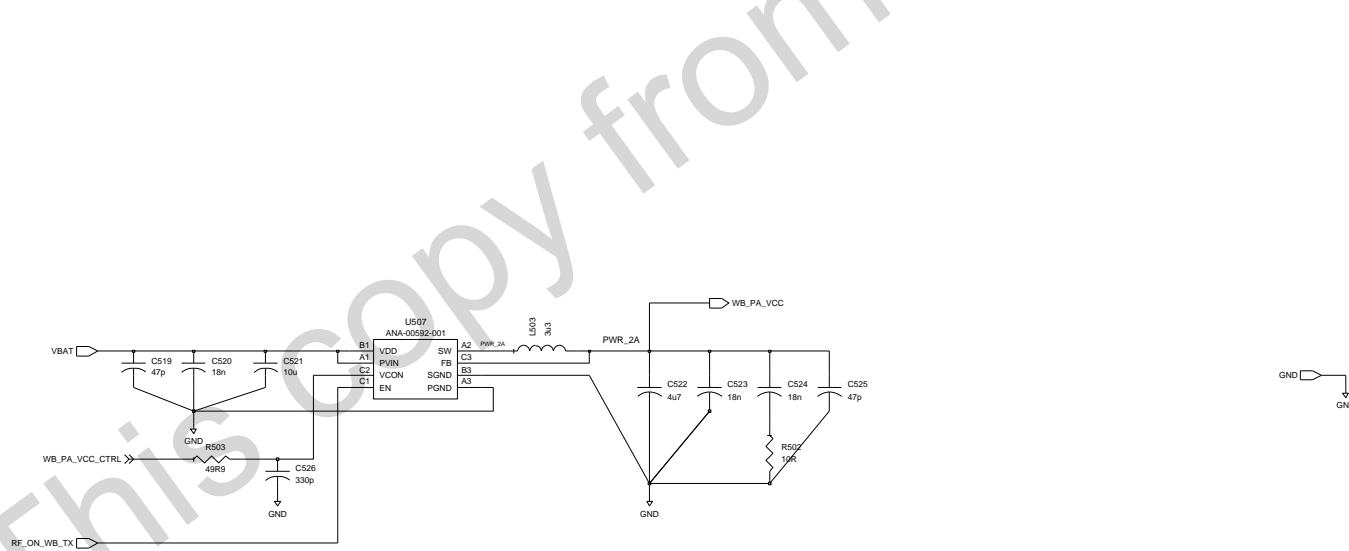 This copy from
WB_PA_VCC
U507
ANA-00592-001
L503
3u3
VBAT
B1
A1
C2
C1
VDD
PVIN
VCON
EN
SW
FB
SGND
PGND
A2
C3
B3
A3
PWR_2A
PWR_2A
C519
47p
C520
18n
C521
10u
C522
4u7
C523
18n
C524
18n
C525
47p
GND
GN
GND
R503
49R9
WB_PA_VCC_CTRL
C526
330p
GND
R502
10R
GND
RF_ON_WB_TX